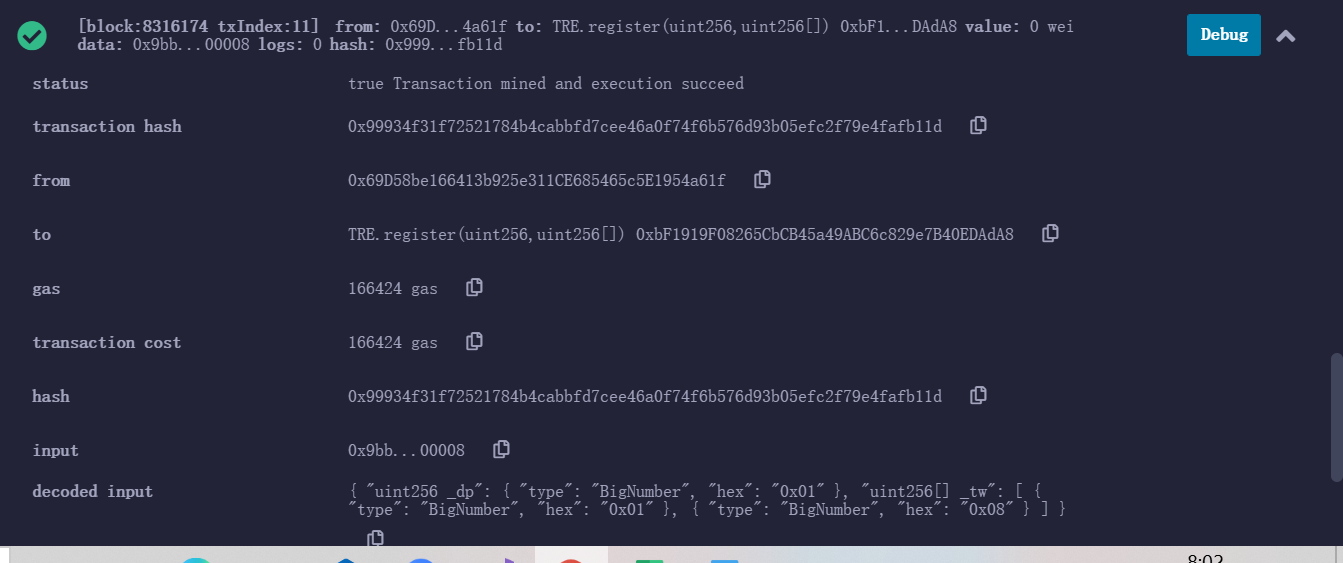 [block:8316174 txIndex:11] from: 0x69D...4a61f to: TRE.register(uint256,uint256[]) 0xbF1...DAdA8 value: 0 wei
data: 0x9bb...00008 logs: 0 hash: 0x999...fb11d
Debug
status true Transaction mined and execution succeed
transaction hash 0x99934f31f72521784b4cabbfd7cee46a0f74f6b576d93b05efc2f79e4fafb11d
from 0x69D58be166413b925e311CE685465c5E1954a61f
to TRE.register(uint256,uint256[]) 0xbF1919F08265CbCB45a49ABC6c829e7B40EDAdA8
gas 166424 gas
transaction cost 166424 gas
hash 0x99934f31f72521784b4cabbfd7cee46a0f74f6b576d93b05efc2f79e4fafb11d
input 0x9bb...00008
decoded input { "uint256 _dp": { "type": "BigNumber", "hex": "0x01" }, "uint256[] _tw": [ {
"type": "BigNumber", "hex": "0x01" }, { "type": "BigNumber", "hex": "0x08" } ] }
8:02